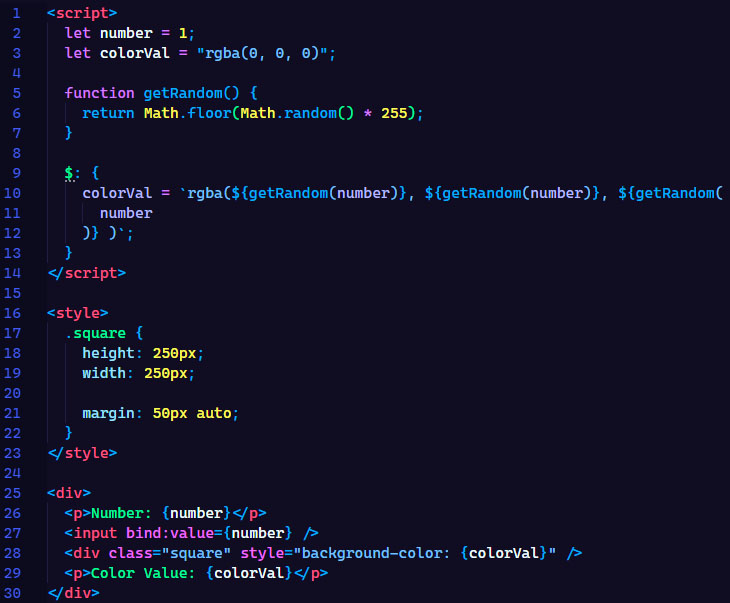 1 <script>
2 let number = 1;
3 let colorVal = "rgba(0, 0, 0)";
4
5 function getRandom() {
6 return Math.floor(Math.random() * 255);
7 }
8
9 $: {
10 colorVal = `rgba(${getRandom(number)}, ${getRandom(number)}, ${getRandom(
11 number
12 )} )`;
13 }
14 </script>
15
16 <style>
17 .square {
18 height: 250px;
19 width: 250px;
20
21 margin: 50px auto;
22 }
23 </style>
24
25 <div>
26 <p>Number: {number}</p>
27 <input bind:value={number} />
28 <div class="square" style="background-color: {colorVal}" />
29 <p>Color Value: {colorVal}</p>
30 </div>